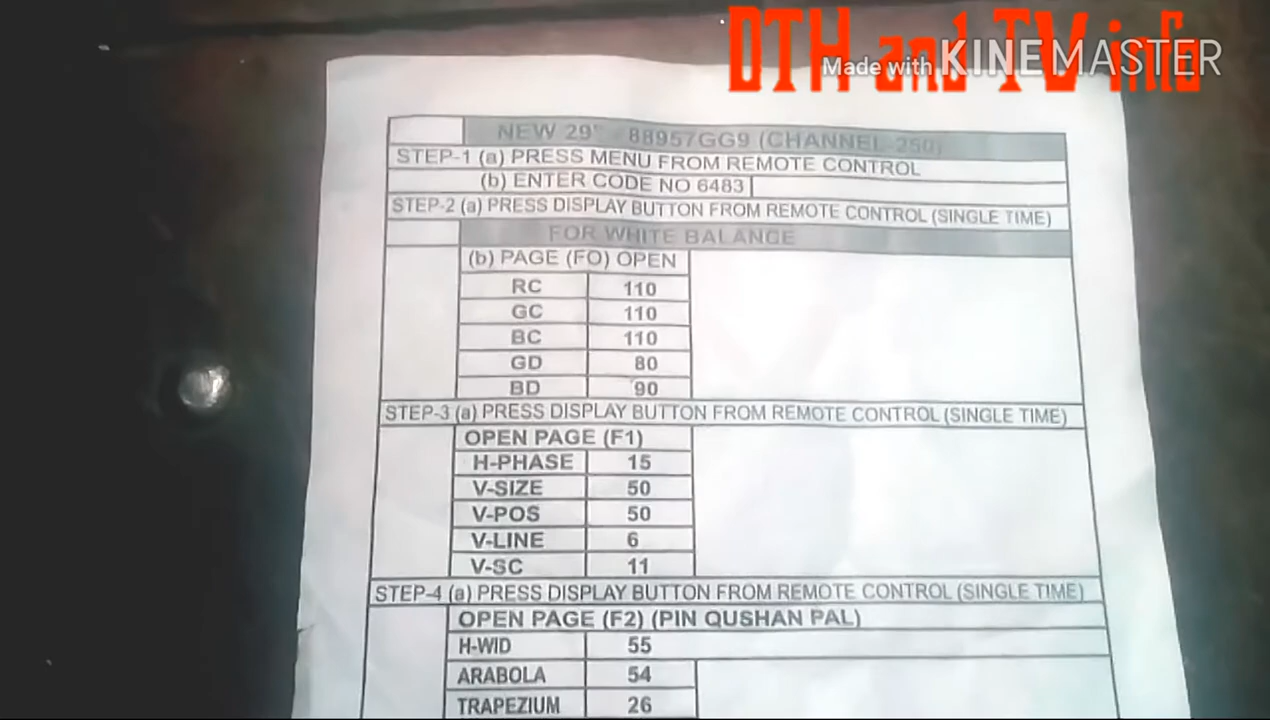 DTH and TV info
Made with KINEMASTER
NEW 29" - 88957GG9 (CHANNEL-250)
STEP-1 (a) PRESS MENU FROM REMOTE CONTROL
(b) ENTER CODE NO 6483
STEP-2 (a) PRESS DISPLAY BUTTON FROM REMOTE CONTROL (SINGLE TIME)
FOR WHITE BALANCE
(b) PAGE (FO) OPEN
RC 110
GC 110
BC 110
GD 80
BD 90
STEP-3 (a) PRESS DISPLAY BUTTON FROM REMOTE CONTROL (SINGLE TIME)
OPEN PAGE (F1)
H-PHASE 15
V-SIZE 50
V-POS 50
V-LINE 6
V-SC 11
STEP-4 (a) PRESS DISPLAY BUTTON FROM REMOTE CONTROL (SINGLE TIME)
OPEN PAGE (F2) (PIN QUSHAN PAL)
H-WID 55
ARABOLA 54
TRAPEZIUM 26